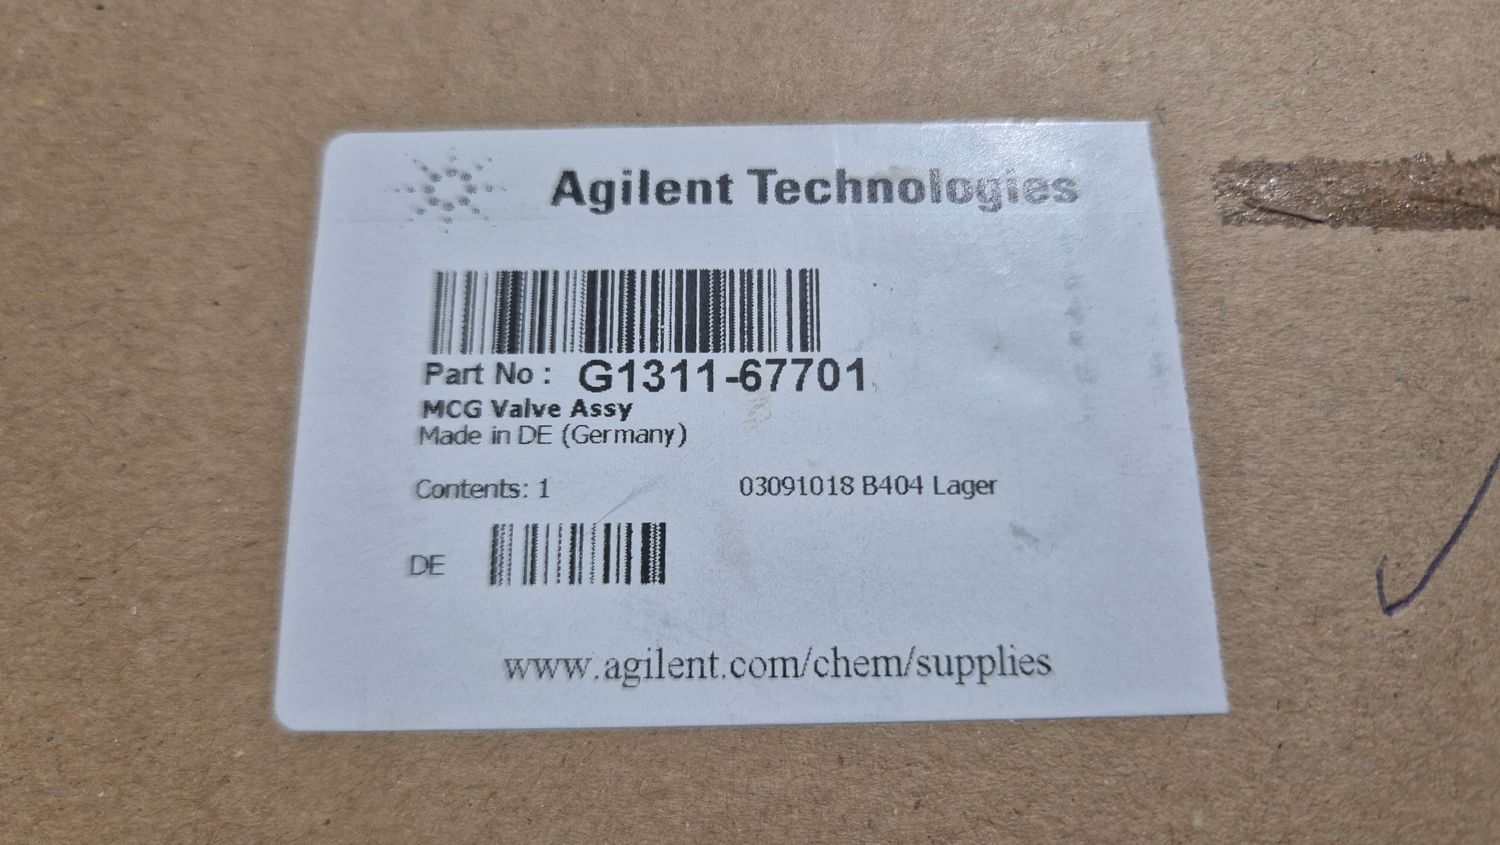 Agilent Technologies
Part No : G1311-67701
MCG Valve Assy
Made in DE (Germany)
Contents: 1 03091018 B404 Lager
DE
www.agilent.com/chem/supplies